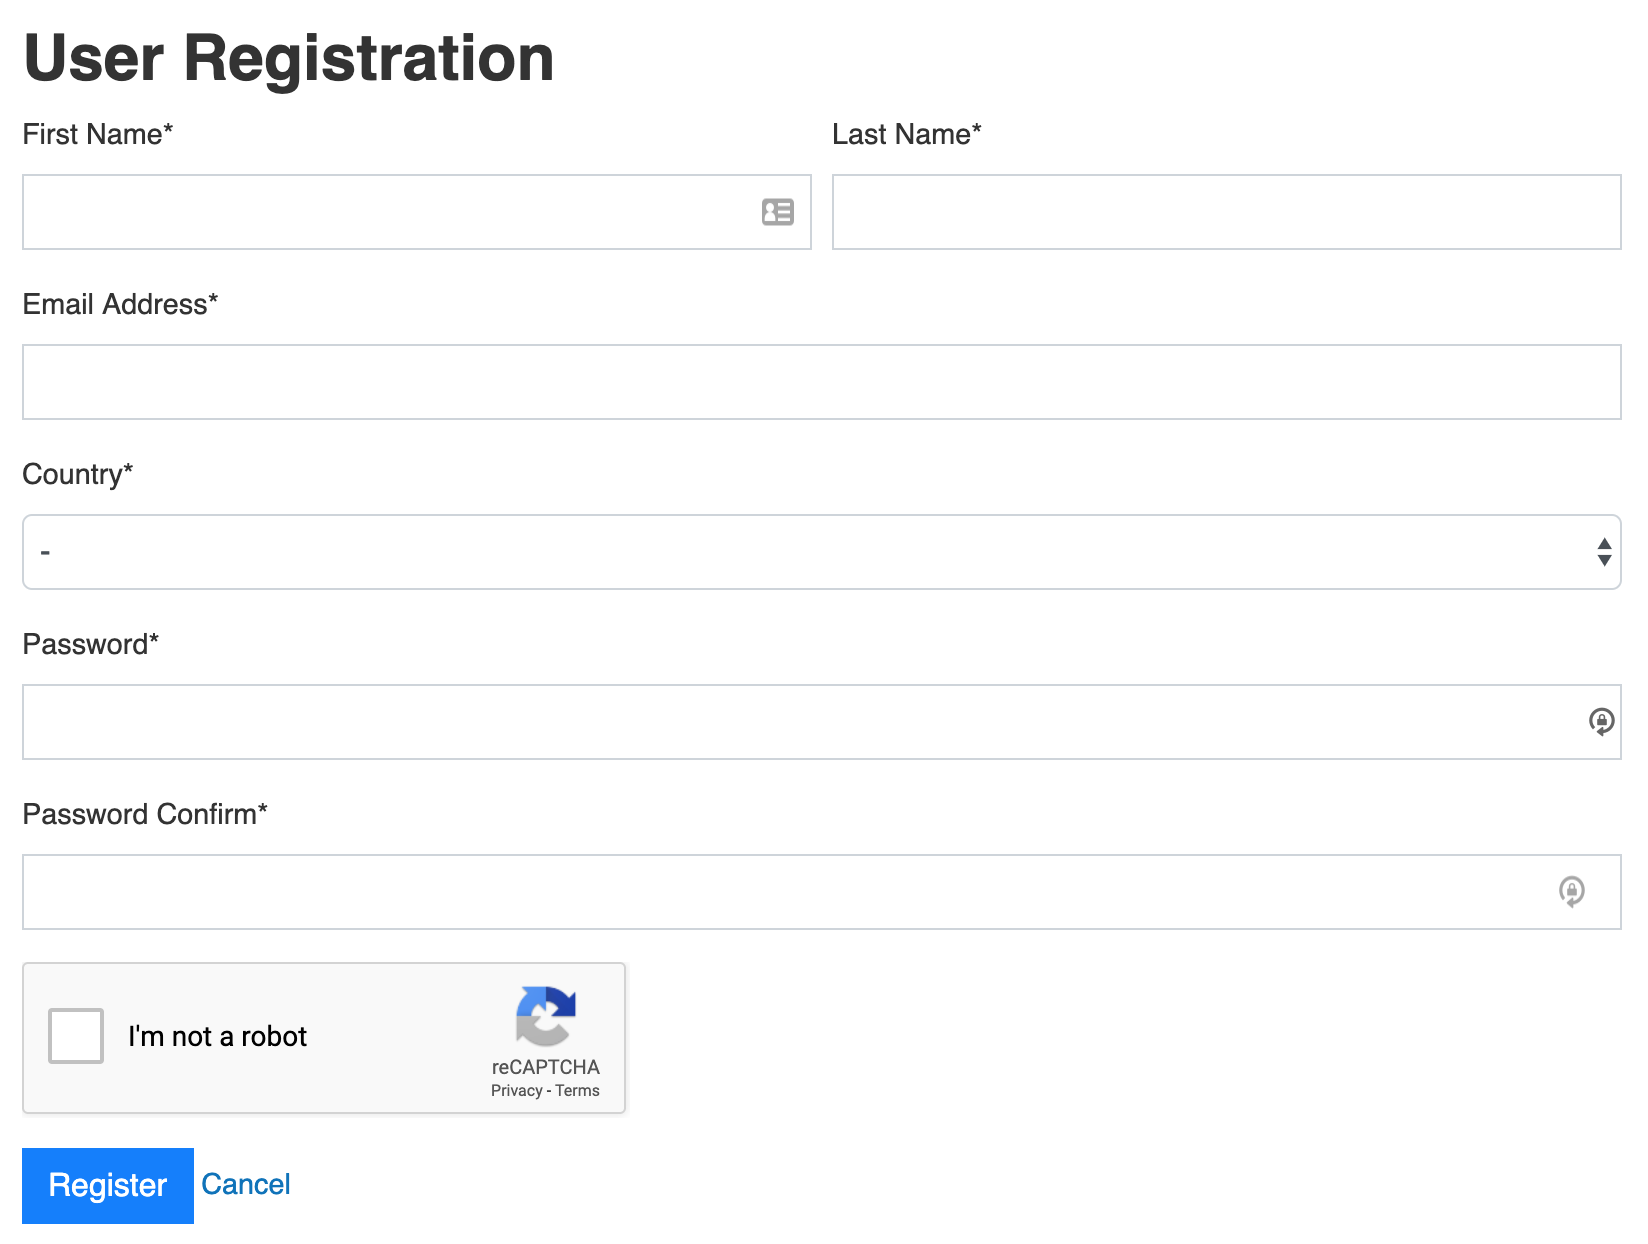 User Registration
First Name* Last Name*
Email Address*
Country*
-
Password*
Password Confirm*
I'm not a robot
reCAPTCHA
Privacy - Terms
Register Cancel